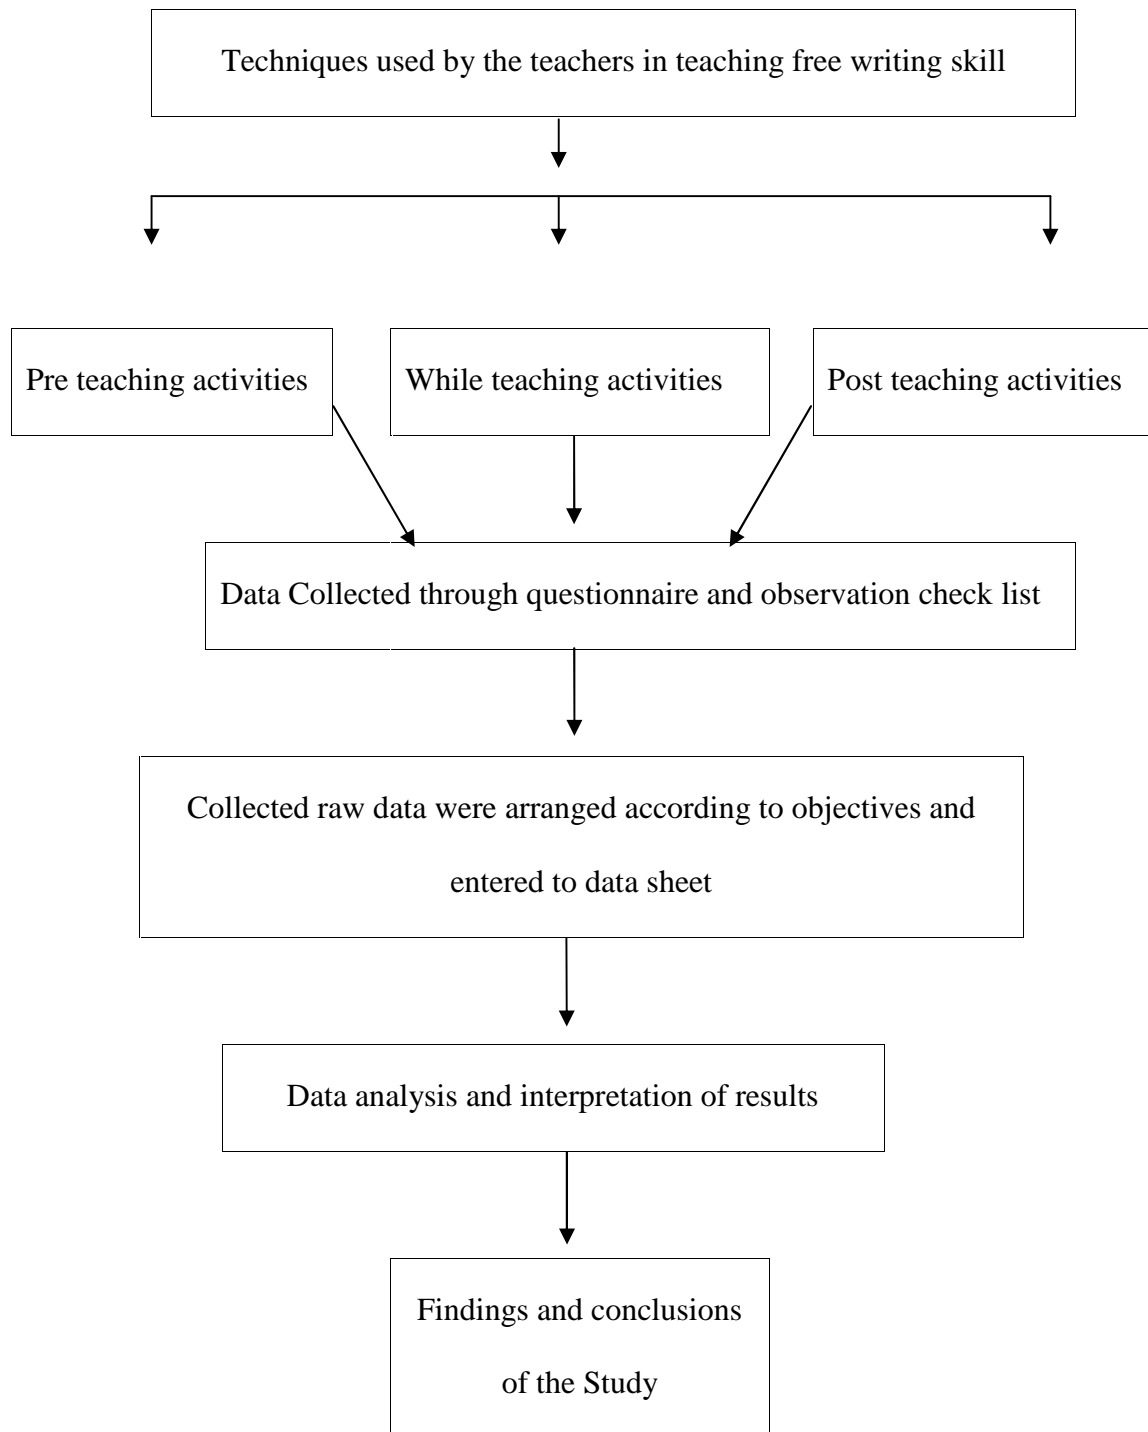 Techniques used by the teachers in teaching free writing skill
Pre teaching activities
While teaching activities
Post teaching activities
Data Collected through questionnaire and observation check list
Collected raw data were arranged according to objectives and
entered to data sheet
Data analysis and interpretation of results
Findings and conclusions
of the Study